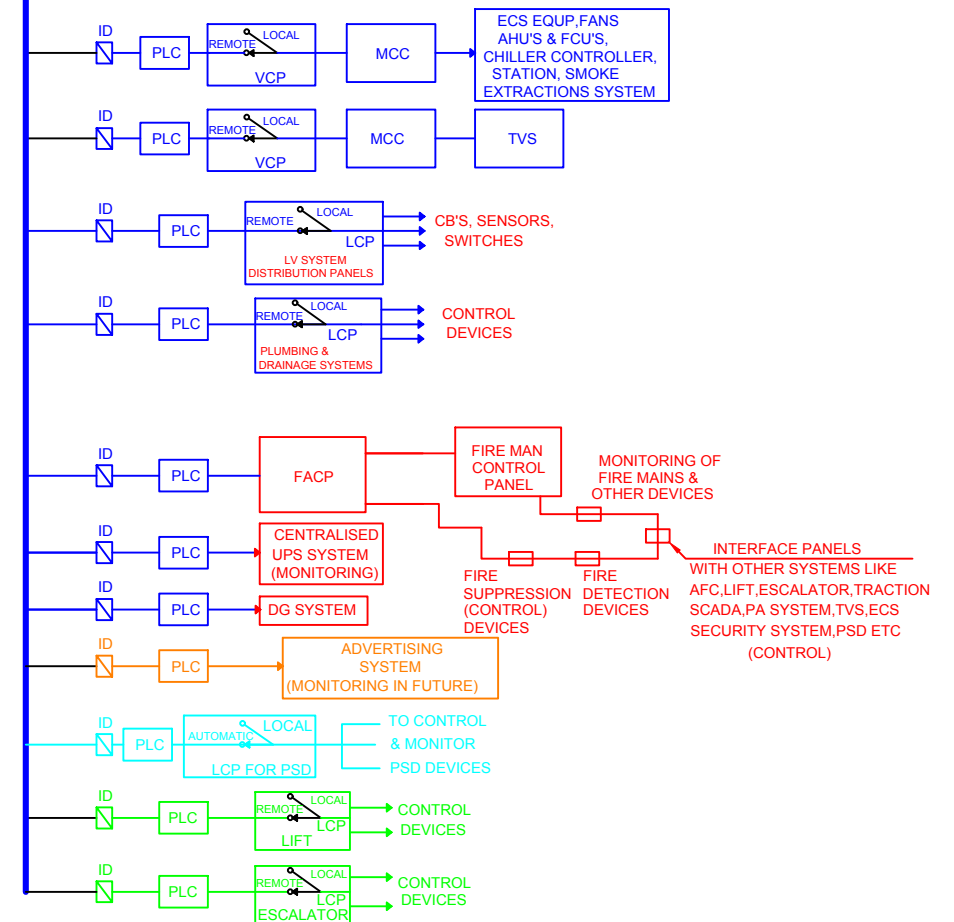 ID
PLC
REMOTE
LOCAL
VCP
MCC
ECS EQUP,FANS
AHU'S & FCU'S,
CHILLER CONTROLLER,
STATION, SMOKE
EXTRACTIONS SYSTEM
ID
PLC
REMOTE
LOCAL
VCP
MCC
TVS
ID
PLC
REMOTE
LOCAL
LCP
LV SYSTEM
DISTRIBUTION PANELS
CB'S, SENSORS,
SWITCHES
ID
PLC
REMOTE
LOCAL
LCP
PLUMBING &
DRAINAGE SYSTEMS
CONTROL
DEVICES
ID
PLC
FACP
FIRE MAN
CONTROL
PANEL
MONITORING OF
FIRE MAINS &
OTHER DEVICES
FIRE
SUPPRESSION
(CONTROL)
DEVICES
FIRE
DETECTION
DEVICES
INTERFACE PANELS
WITH OTHER SYSTEMS LIKE
AFC,LIFT,ESCALATOR,TRACTION
SCADA,PA SYSTEM,TVS,ECS
SECURITY SYSTEM,PSD ETC
(CONTROL)
ID
PLC
CENTRALISED
UPS SYSTEM
(MONITORING)
ID
PLC
DG SYSTEM
ID
PLC
ADVERTISING
SYSTEM
(MONITORING IN FUTURE)
ID
PLC
AUTOMATIC
LOCAL
LCP FOR PSD
TO CONTROL
& MONITOR
PSD DEVICES
ID
PLC
REMOTE
LOCAL
LCP
LIFT
CONTROL
DEVICES
ID
PLC
REMOTE
LOCAL
LCP
ESCALATOR
CONTROL
DEVICES